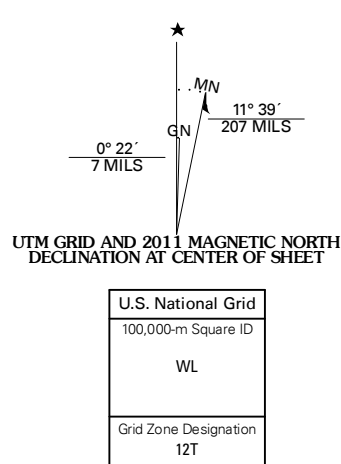 MN
11° 39´
207 MILS
GN
0° 22´
7 MILS
UTM GRID AND 2011 MAGNETIC NORTH
DECLINATION AT CENTER OF SHEET
U.S. National Grid
100,000-m Square ID
WL
Grid Zone Designation
12T